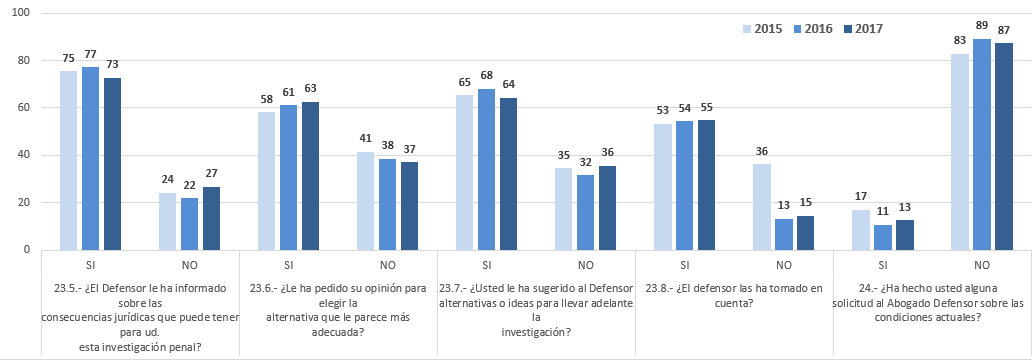 100
2015 2016 2017
89
87
83
80
75 77 73
65 68 64
58 61 63
60
53 54 55
41 38 37
40
35 32 36
36
24 22 27
20
13 15
17 11 13
0
SI NO SI NO SI NO SI NO SI NO
23.5.- ¿El Defensor le ha informado
sobre las
consecuencias jurídicas que puede tener
para ud.
esta investigación penal?
23.6.- ¿Le ha pedido su opinión para
elegir la
alternativa que le parece más
adecuada?
23.7.- ¿Usted le ha sugerido al Defensor
alternativas o ideas para llevar adelante
la
investigación?
23.8.- ¿El defensor las ha tomado en
cuenta?
24.- ¿Ha hecho usted alguna
solicitud al Abogado Defensor sobre las
condiciones actuales?